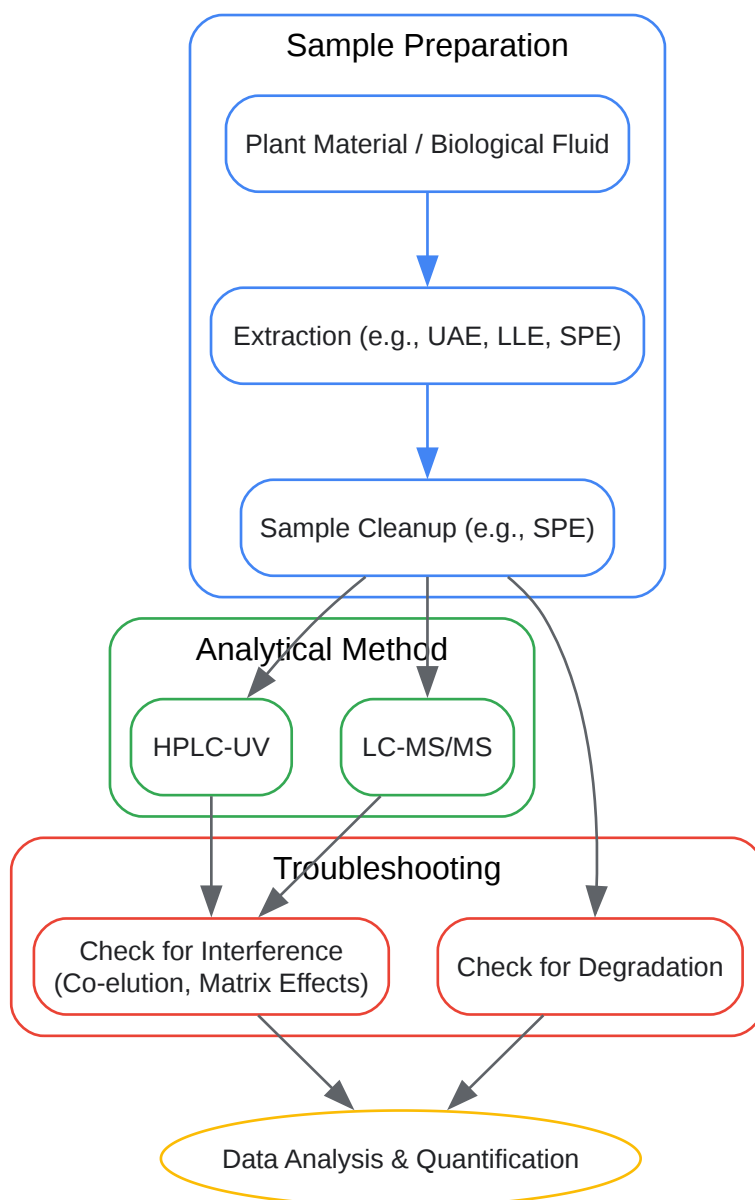 Sample Preparation
Plant Material / Biological Fluid
Extraction (e.g., UAE, LLE, SPE)
Sample Cleanup (e.g., SPE)
Analytical Method
HPLC-UV
LC-MS/MS
Troubleshooting
Check for Interference
(Co-elution, Matrix Effects)
Check for Degradation
Data Analysis & Quantification